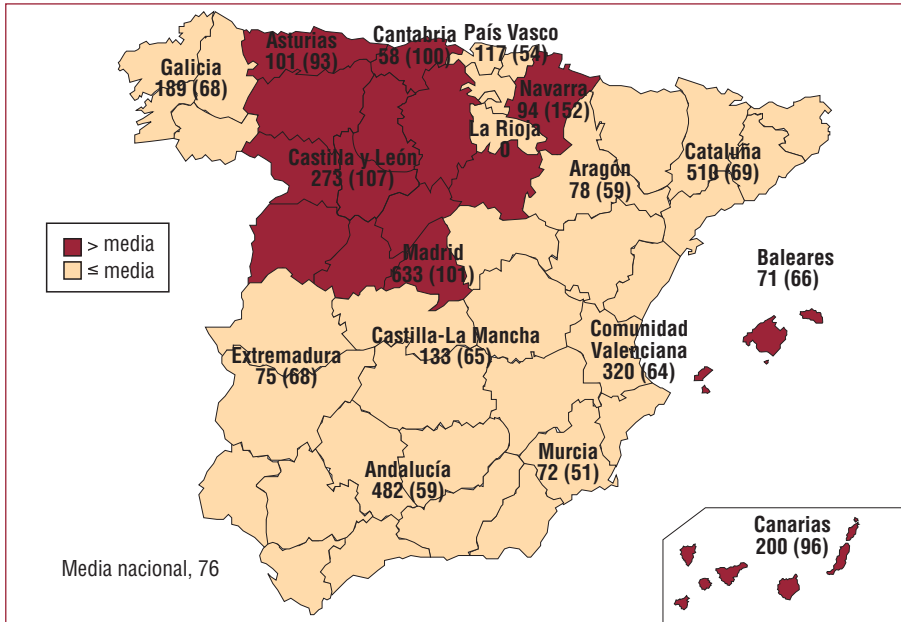 Asturias
101 (93)
Cantabria
58 (100)
País Vasco
117 (54)
Galicia
189 (68)
Navarra
94 (152)
La Rioja
0
Castilla y León
273 (107)
Aragón
78 (59)
Cataluña
510 (69)
> media
≤ media
Madrid
633 (101)
Baleares
71 (66)
Extremadura
75 (68)
Castilla-La Mancha
133 (65)
Comunidad
Valenciana
320 (64)
Andalucía
482 (59)
Murcia
72 (51)
Media nacional, 76
Canarias
200 (96)